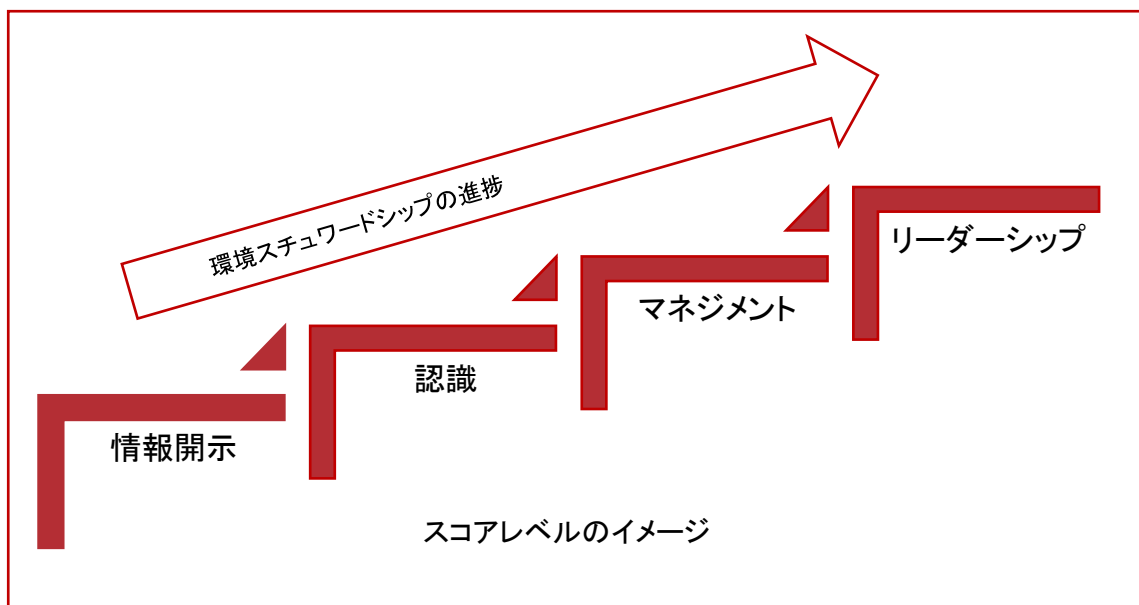 環境スチュワードシップの進捗
リーダーシップ
マネジメント
認識
情報開示
スコアレベルのイメージ